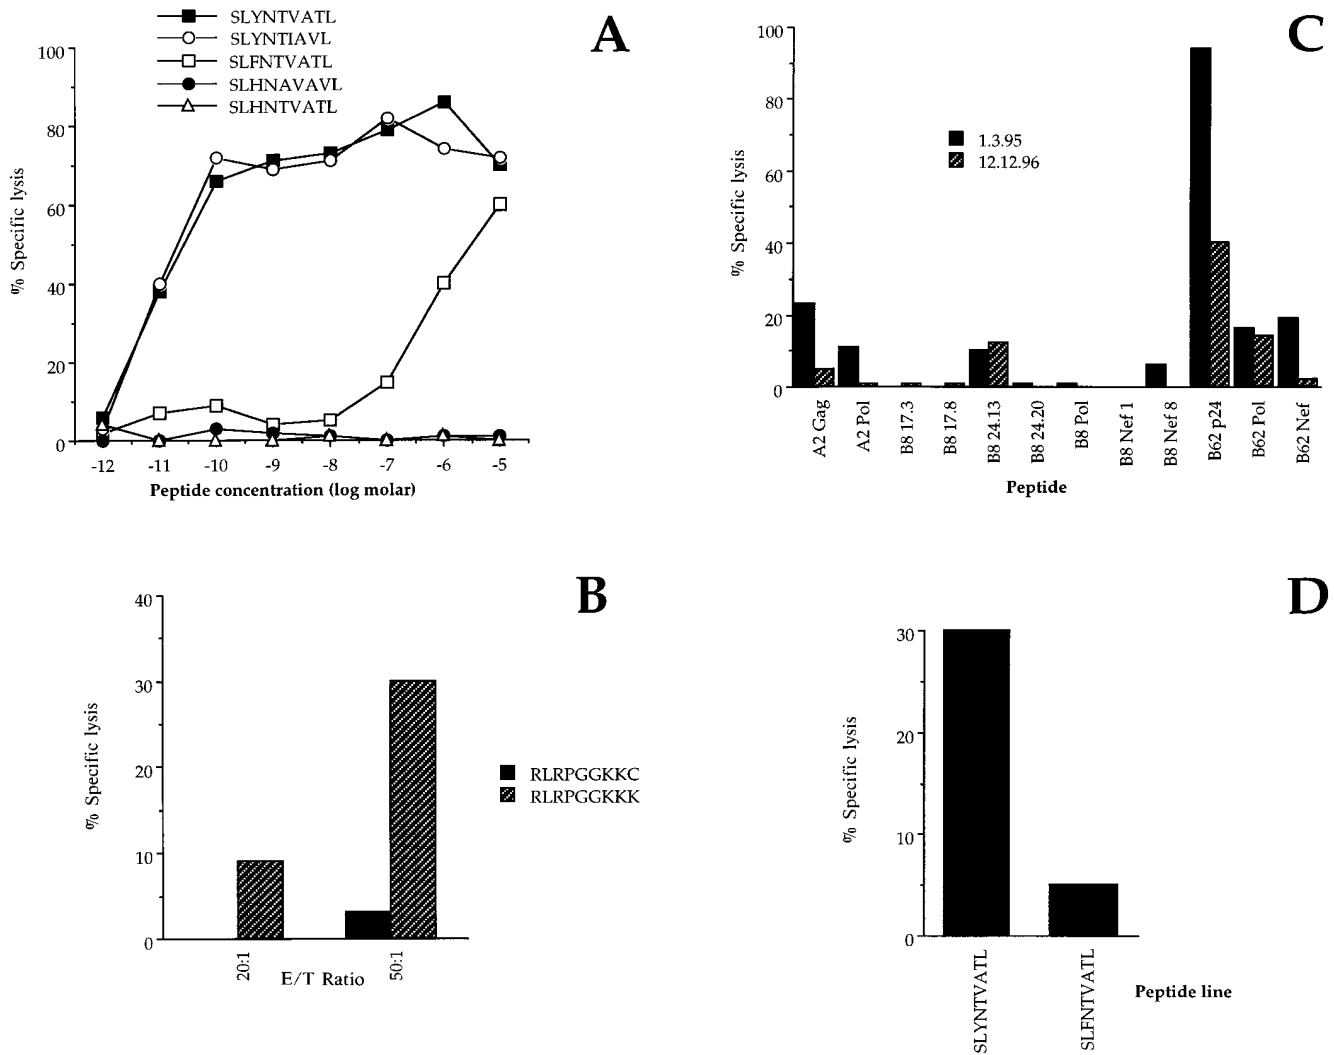 A
SLYNTVATL
SLYNTIAVL
SLFNTVATL
SLHNAVAVL
SLHNTVATL
100
80
60
40
20
0
% Specific lysis
-12 -11 -10 -9 -8 -7 -6 -5
Peptide concentration (log molar)
C
1.3.95
12.12.96
100
80
60
40
20
0
% Specific lysis
A2 Gag
A2 Pol
B8 17.3
B8 17.8
B8 24.13
B8 24.20
B8 Pol
B8 Nef 1
B8 Nef 8
B62 p24
B62 Pol
B62 Nef
Peptide
B
40
30
20
10
0
% Specific lysis
20:1
50:1
E/T Ratio
RLRPGGKKC
RLRPGGKKK
D
30
20
10
0
% Specific lysis
SLYNTVATL
SLFNTVATL
Peptide line